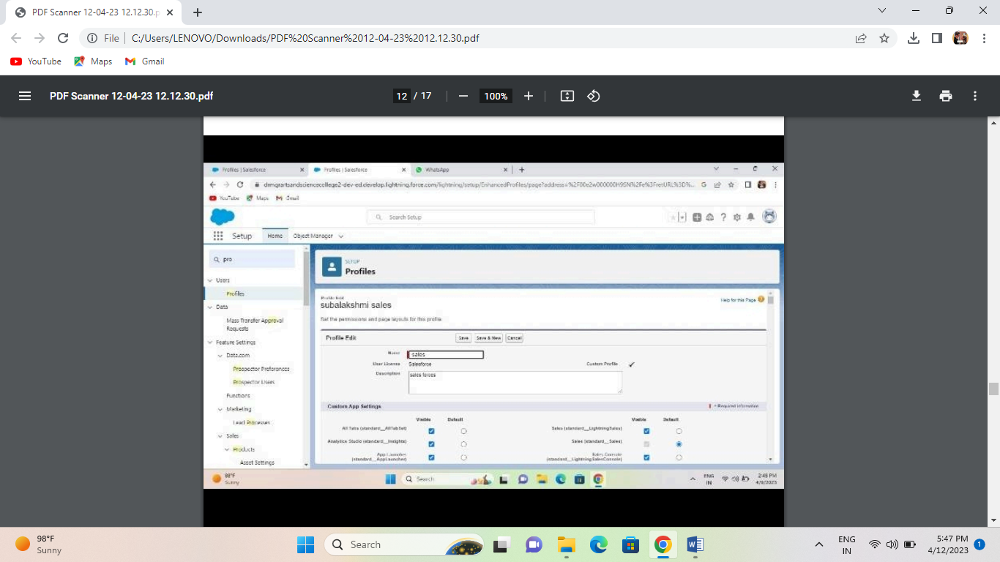 PDF Scanner 12-04-23 12.12.30.p
File C:/Users/LENOVO/Downloads/PDF%20Scanner%2012-04-23%2012.12.30.pdf
YouTube Maps Gmail
PDF Scanner 12-04-23 12.12.30.pdf 12 / 17 100%
Profiles | Salesforce Profiles | Salesforce WhatsApp
drmgrartsandsciencecollege2-dev-ed.develop.lightning.force.com/lightning/setup/EnhancedProfiles/page?address=
YouTube Maps Gmail
Search Setup
Setup Home Object Manager
pro
SETUP
Profiles
Users
Profiles
Data
Mass Transfer Approval
Requests
Feature Settings
Data.com
Prospector Preferences
Prospector Users
Functions
Marketing
Lead Processes
Sales
Products
Asset Settings
Profile Edit
subalakshmi sales
Help for this Page
Set the permissions and page layouts for this profile.
Profile Edit Save Save & New Cancel
Name sales
User License Salesforce Custom Profile
Description sales forces
Custom App Settings = Required Information
Visible Default Visible Default
All Tabs (standard__AllTabSet) Sales (standard__LightningSales)
Analytics Studio (standard__Insights) Sales (standard__Sales)
App Launcher
(standard__AppLauncher)
Sales Console
(standard__LightningSalesConsole)
88°F
Sunny
Search
ENG
IN
2:45 PM
4/9/2023
98°F
Sunny
Search
ENG
IN
5:47 PM
4/12/2023
1